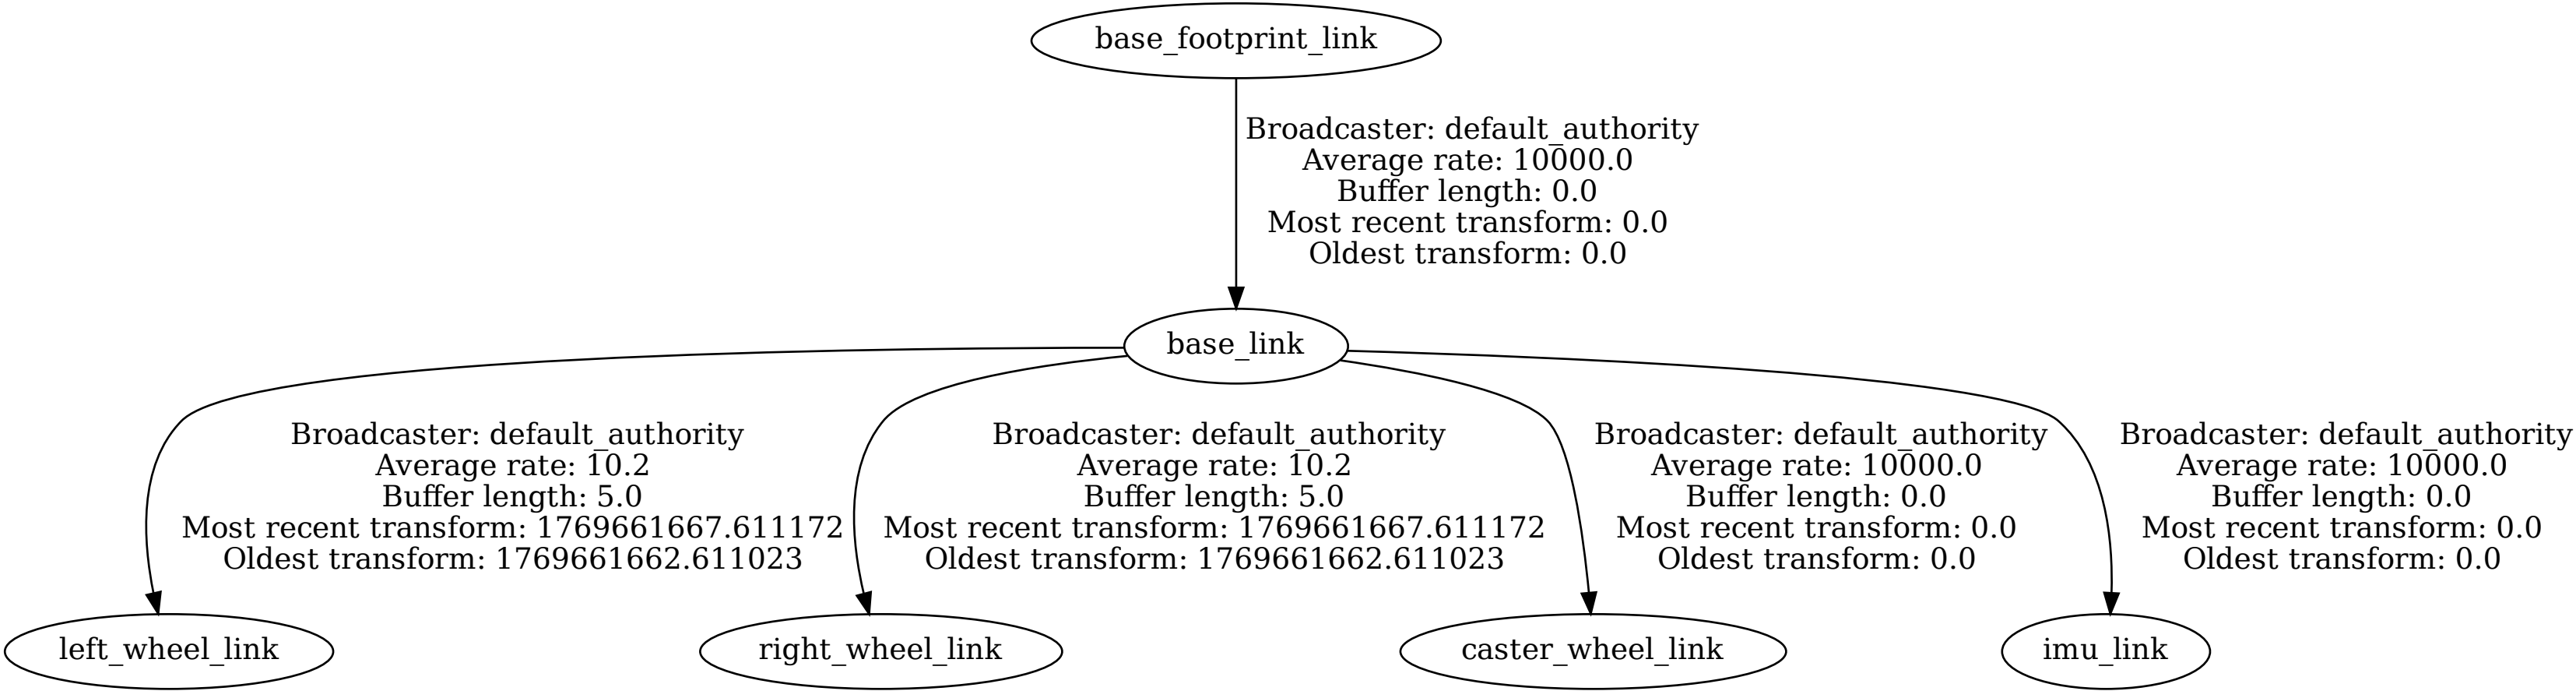 base_footprint_link
Broadcaster: default_authority
Average rate: 10000.0
Buffer length: 0.0
Most recent transform: 0.0
Oldest transform: 0.0
base_link
Broadcaster: default_authority
Average rate: 10.2
Buffer length: 5.0
Most recent transform: 1769661667.611172
Oldest transform: 1769661662.611023
Broadcaster: default_authority
Average rate: 10.2
Buffer length: 5.0
Most recent transform: 1769661667.611172
Oldest transform: 1769661662.611023
Broadcaster: default_authority
Average rate: 10000.0
Buffer length: 0.0
Most recent transform: 0.0
Oldest transform: 0.0
Broadcaster: default_authority
Average rate: 10000.0
Buffer length: 0.0
Most recent transform: 0.0
Oldest transform: 0.0
left_wheel_link
right_wheel_link
caster_wheel_link
imu_link